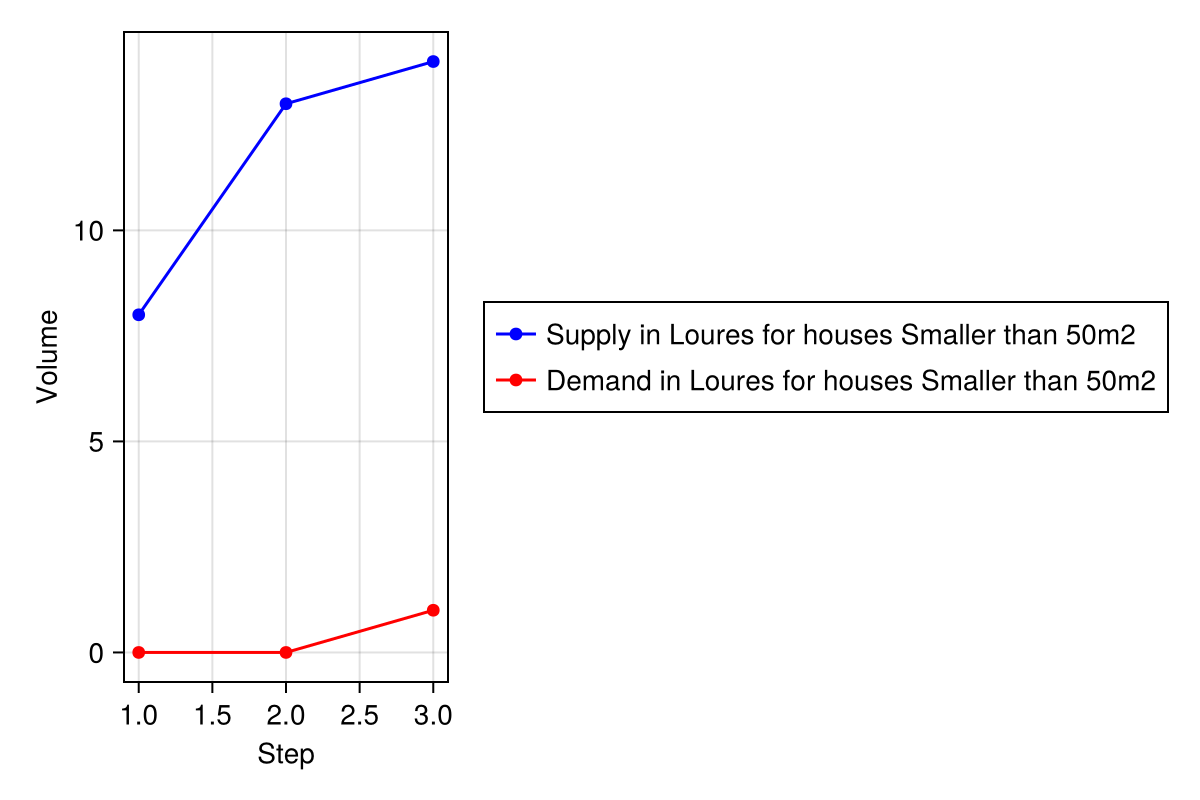 10
5
0
Volume
1.0 1.5 2.0 2.5 3.0
Step
Supply in Loures for houses Smaller than 50m2
Demand in Loures for houses Smaller than 50m2